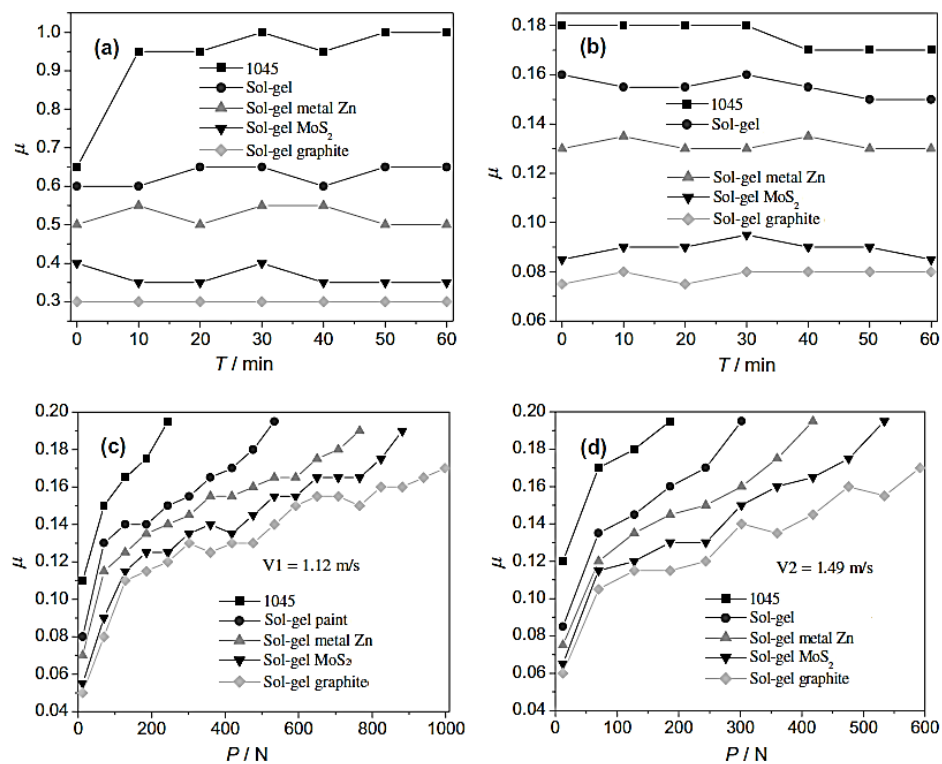 (a)
1.0
0.9
0.8
0.7
0.6
0.5
0.4
0.3
μ
1045
Sol-gel
Sol-gel metal Zn
Sol-gel MoS₂
Sol-gel graphite
0 10 20 30 40 50 60
T / min
(b)
0.18
0.16
0.14
0.12
0.10
0.08
0.06
μ
1045
Sol-gel
Sol-gel metal Zn
Sol-gel MoS₂
Sol-gel graphite
0 10 20 30 40 50 60
T / min
(c)
0.20
0.18
0.16
0.14
0.12
0.10
0.08
0.06
0.04
μ
V1 = 1.12 m/s
1045
Sol-gel paint
Sol-gel metal Zn
Sol-gel MoS₂
Sol-gel graphite
0 200 400 600 800 1000
P / N
(d)
0.20
0.18
0.16
0.14
0.12
0.10
0.08
0.06
0.04
μ
V2 = 1.49 m/s
1045
Sol-gel
Sol-gel metal Zn
Sol-gel MoS₂
Sol-gel graphite
0 100 200 300 400 500 600
P / N